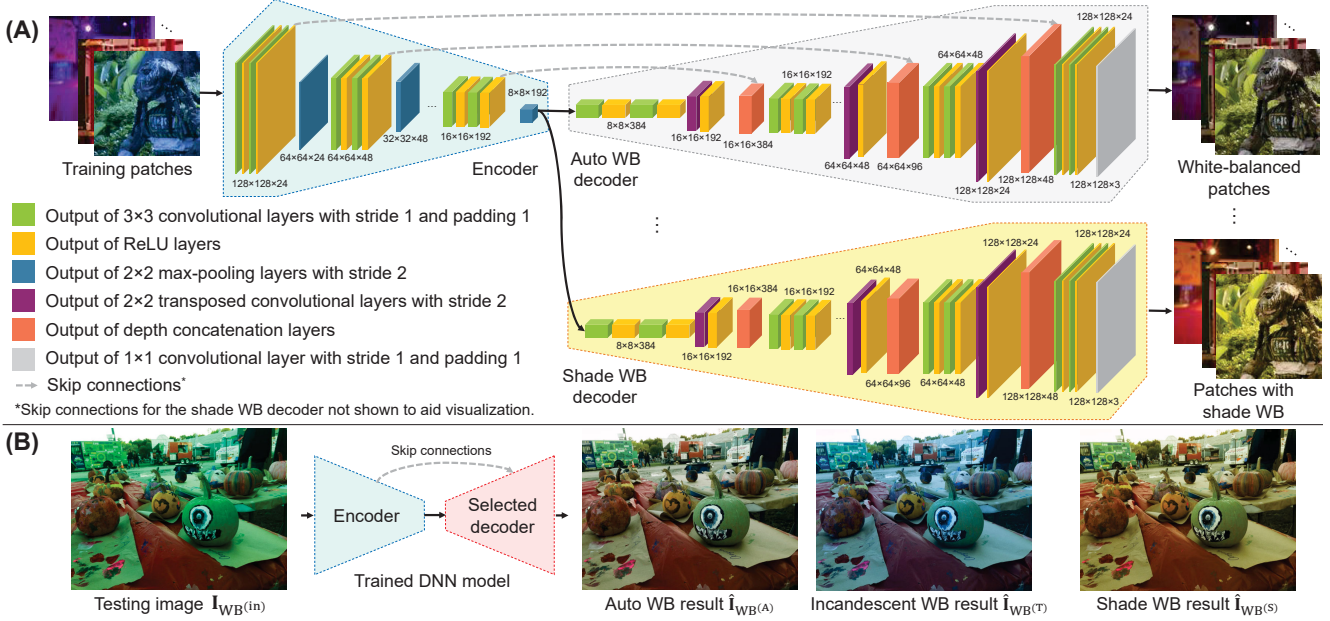 (A)
Training patches
128×128×24
64×64×24
64×64×48
32×32×48
...
16×16×192
8×8×192
Encoder
Auto WB
decoder
8×8×384
16×16×192
16×16×384
16×16×192
...
64×64×48
64×64×96
64×64×48
128×128×24
128×128×48
128×128×24
128×128×3
White-balanced
patches
Output of 3×3 convolutional layers with stride 1 and padding 1
Output of ReLU layers
Output of 2×2 max-pooling layers with stride 2
Output of 2×2 transposed convolutional layers with stride 2
Output of depth concatenation layers
Output of 1×1 convolutional layer with stride 1 and padding 1
Skip connections*
*Skip connections for the shade WB decoder not shown to aid visualization.
Shade WB
decoder
8×8×384
16×16×192
16×16×384
16×16×192
...
64×64×48
64×64×96
64×64×48
128×128×24
128×128×48
128×128×24
128×128×3
Patches with
shade WB
(B)
Testing image I_WB(in)
Skip connections
Encoder
Selected
decoder
Trained DNN model
Auto WB result Î_WB(A)
Incandescent WB result Î_WB(T)
Shade WB result Î_WB(S)